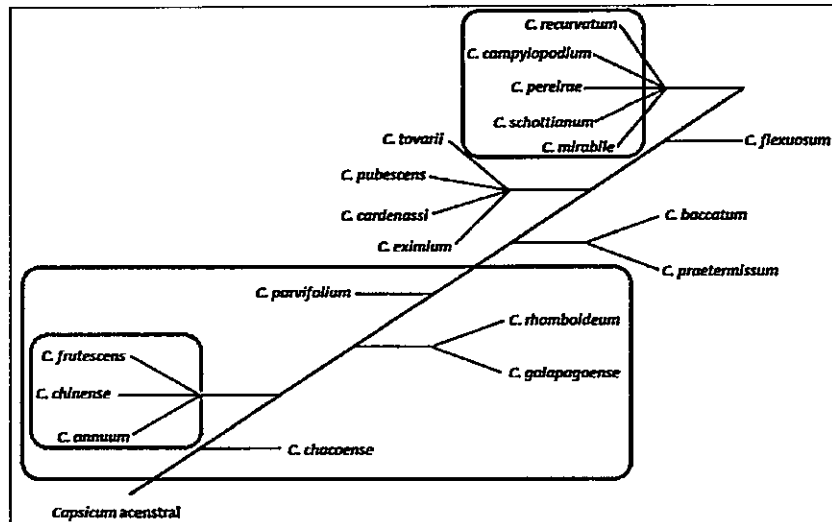 C. recurvatum
C. campylopodium
C. pereirae
C. schottianum
C. mirabile
C. flexuosum
C. tovarii
C. pubescens
C. cardenassi
C. eximium
C. baccatum
C. praetermissum
C. parvifolium
C. rhomboideum
C. galapagoense
C. frutescens
C. chinense
C. annuum
C. chacoense
Capsicum acenstral